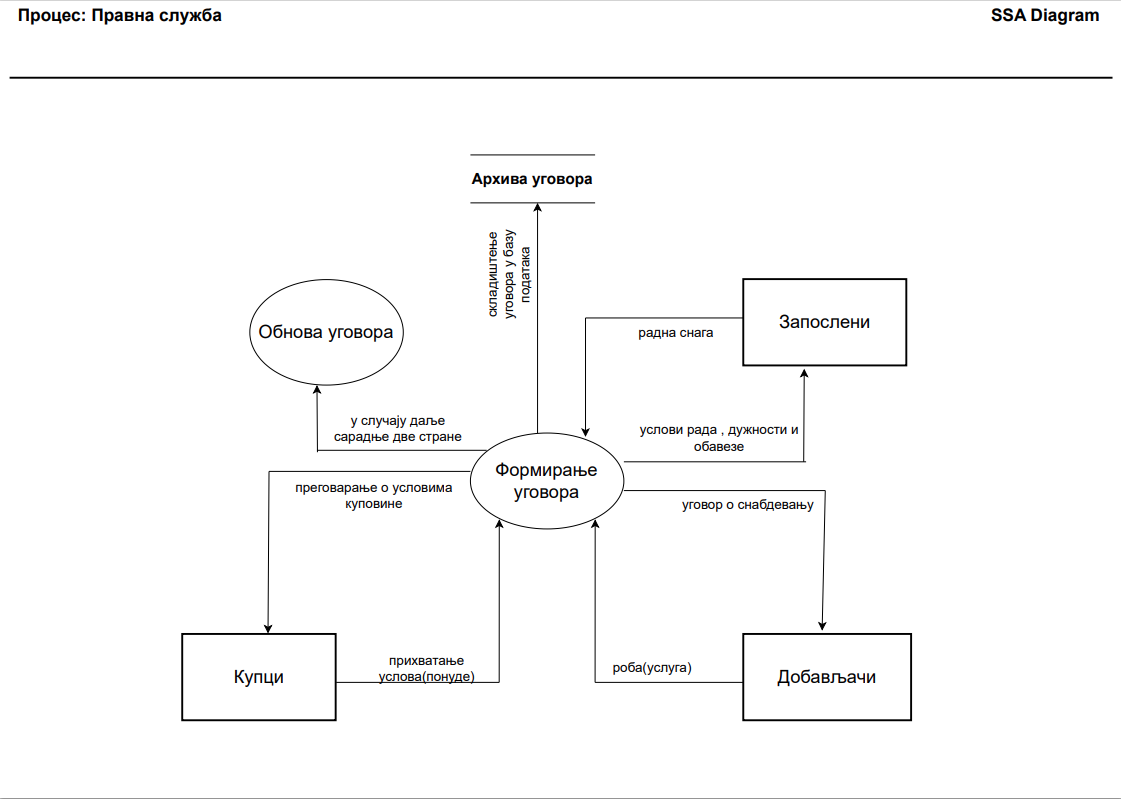 Процес: Правна служба
SSA Diagram
Архива уговора
складиштење
уговора у базу
података
Обнова уговора
Запослени
радна снага
у случају даље
сарадње две стране
услови рада , дужности и
обавезе
Формирање
уговора
преговарање о условима
куповине
уговор о снабдевању
Купци
прихватање
услова(понуде)
роба(услуга)
Добављачи